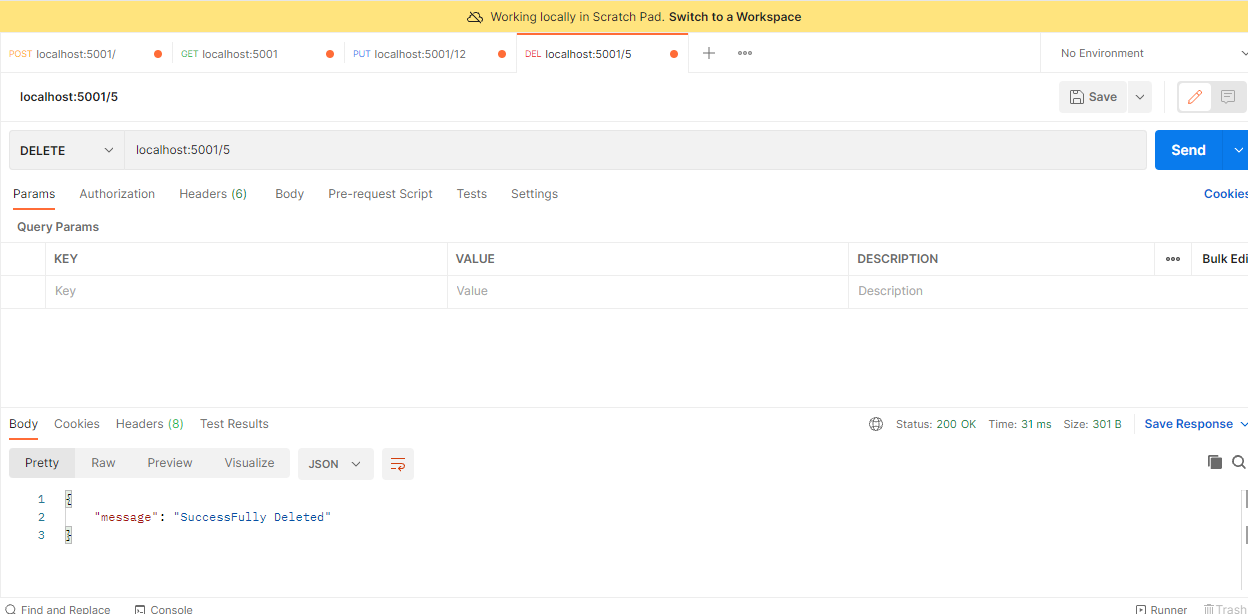 Working locally in Scratch Pad. Switch to a Workspace
POST localhost:5001/ GET localhost:5001 PUT localhost:5001/12 DEL localhost:5001/5 No Environment
localhost:5001/5 Save
DELETE localhost:5001/5 Send
Params Authorization Headers (6) Body Pre-request Script Tests Settings Cookies
Query Params
KEY VALUE DESCRIPTION Bulk Edi
Key Value Description
Body Cookies Headers (8) Test Results Status: 200 OK Time: 31 ms Size: 301 B Save Response
Pretty Raw Preview Visualize JSON
1 {
2 "message": "SuccessFully Deleted"
3 }
Find and Replace Console Runner Trash